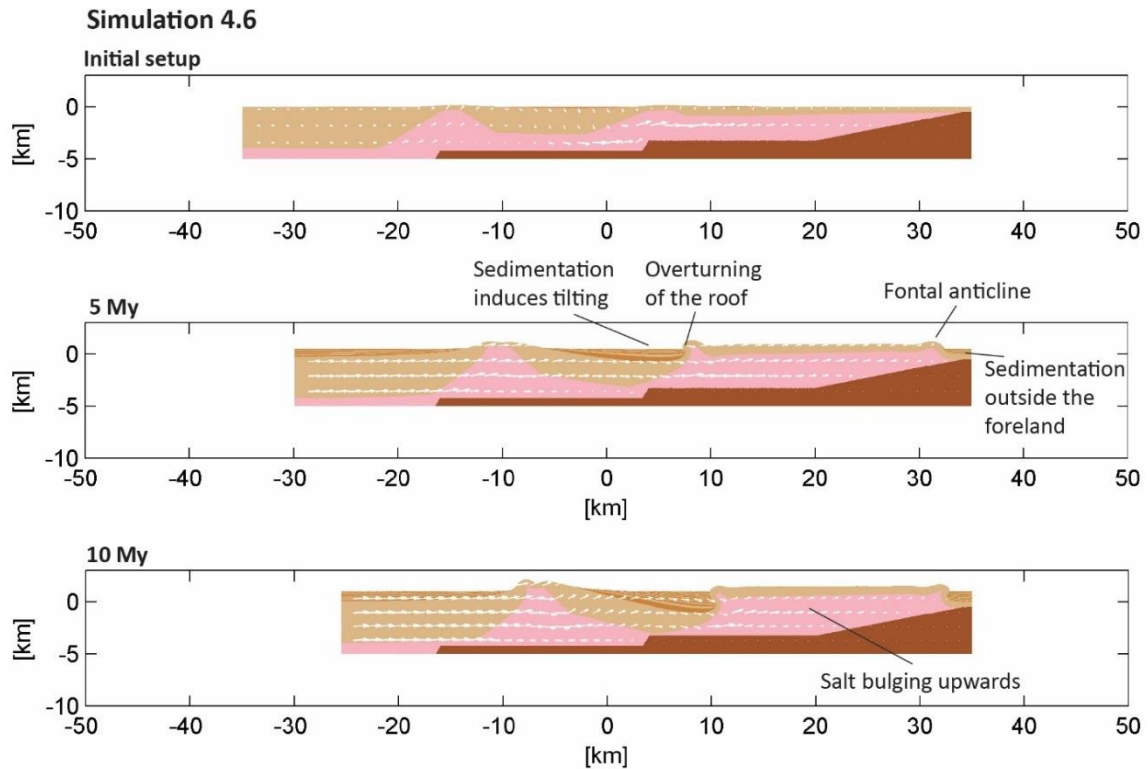 Simulation 4.6
Initial setup
[km]
0
-5
-10
-50 -40 -30 -20 -10 0 10 20 30 40 50
Sedimentation
induces tilting
Overturning
of the roof
Fontal anticline
5 My
[km]
0
-5
-10
Sedimentation
outside the
foreland
-50 -40 -30 -20 -10 0 10 20 30 40 50
[km]
10 My
[km]
0
-5
-10
Salt bulging upwards
-50 -40 -30 -20 -10 0 10 20 30 40 50
[km]